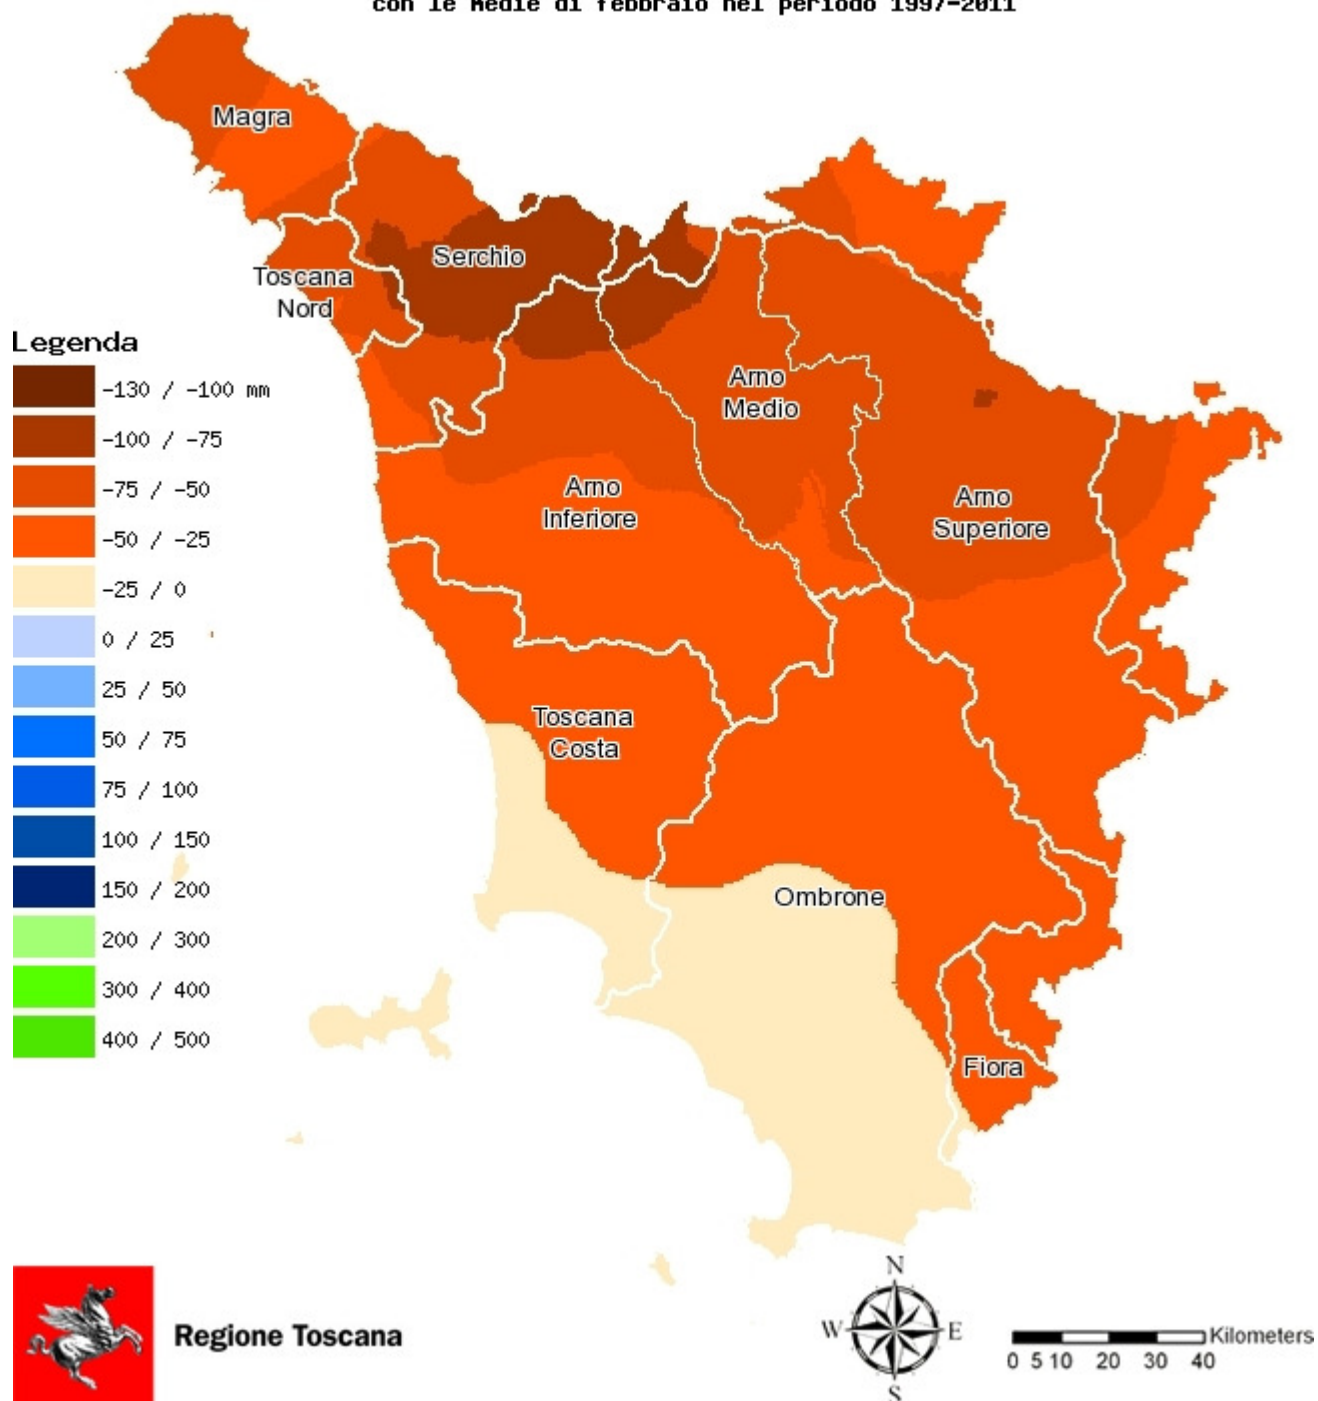 con le Medie di febbraio nel periodo 1997-2011
Magra
Serchio
Toscana
Nord
Legenda
-130 / -100 mm
-100 / -75
-75 / -50
-50 / -25
-25 / 0
0 / 25
25 / 50
50 / 75
75 / 100
100 / 150
150 / 200
200 / 300
300 / 400
400 / 500
Arno
Medio
Arno
Inferiore
Arno
Superiore
Toscana
Costa
Ombrone
Fiora
Regione Toscana
N
W
E
S
Kilometers
0 5 10 20 30 40